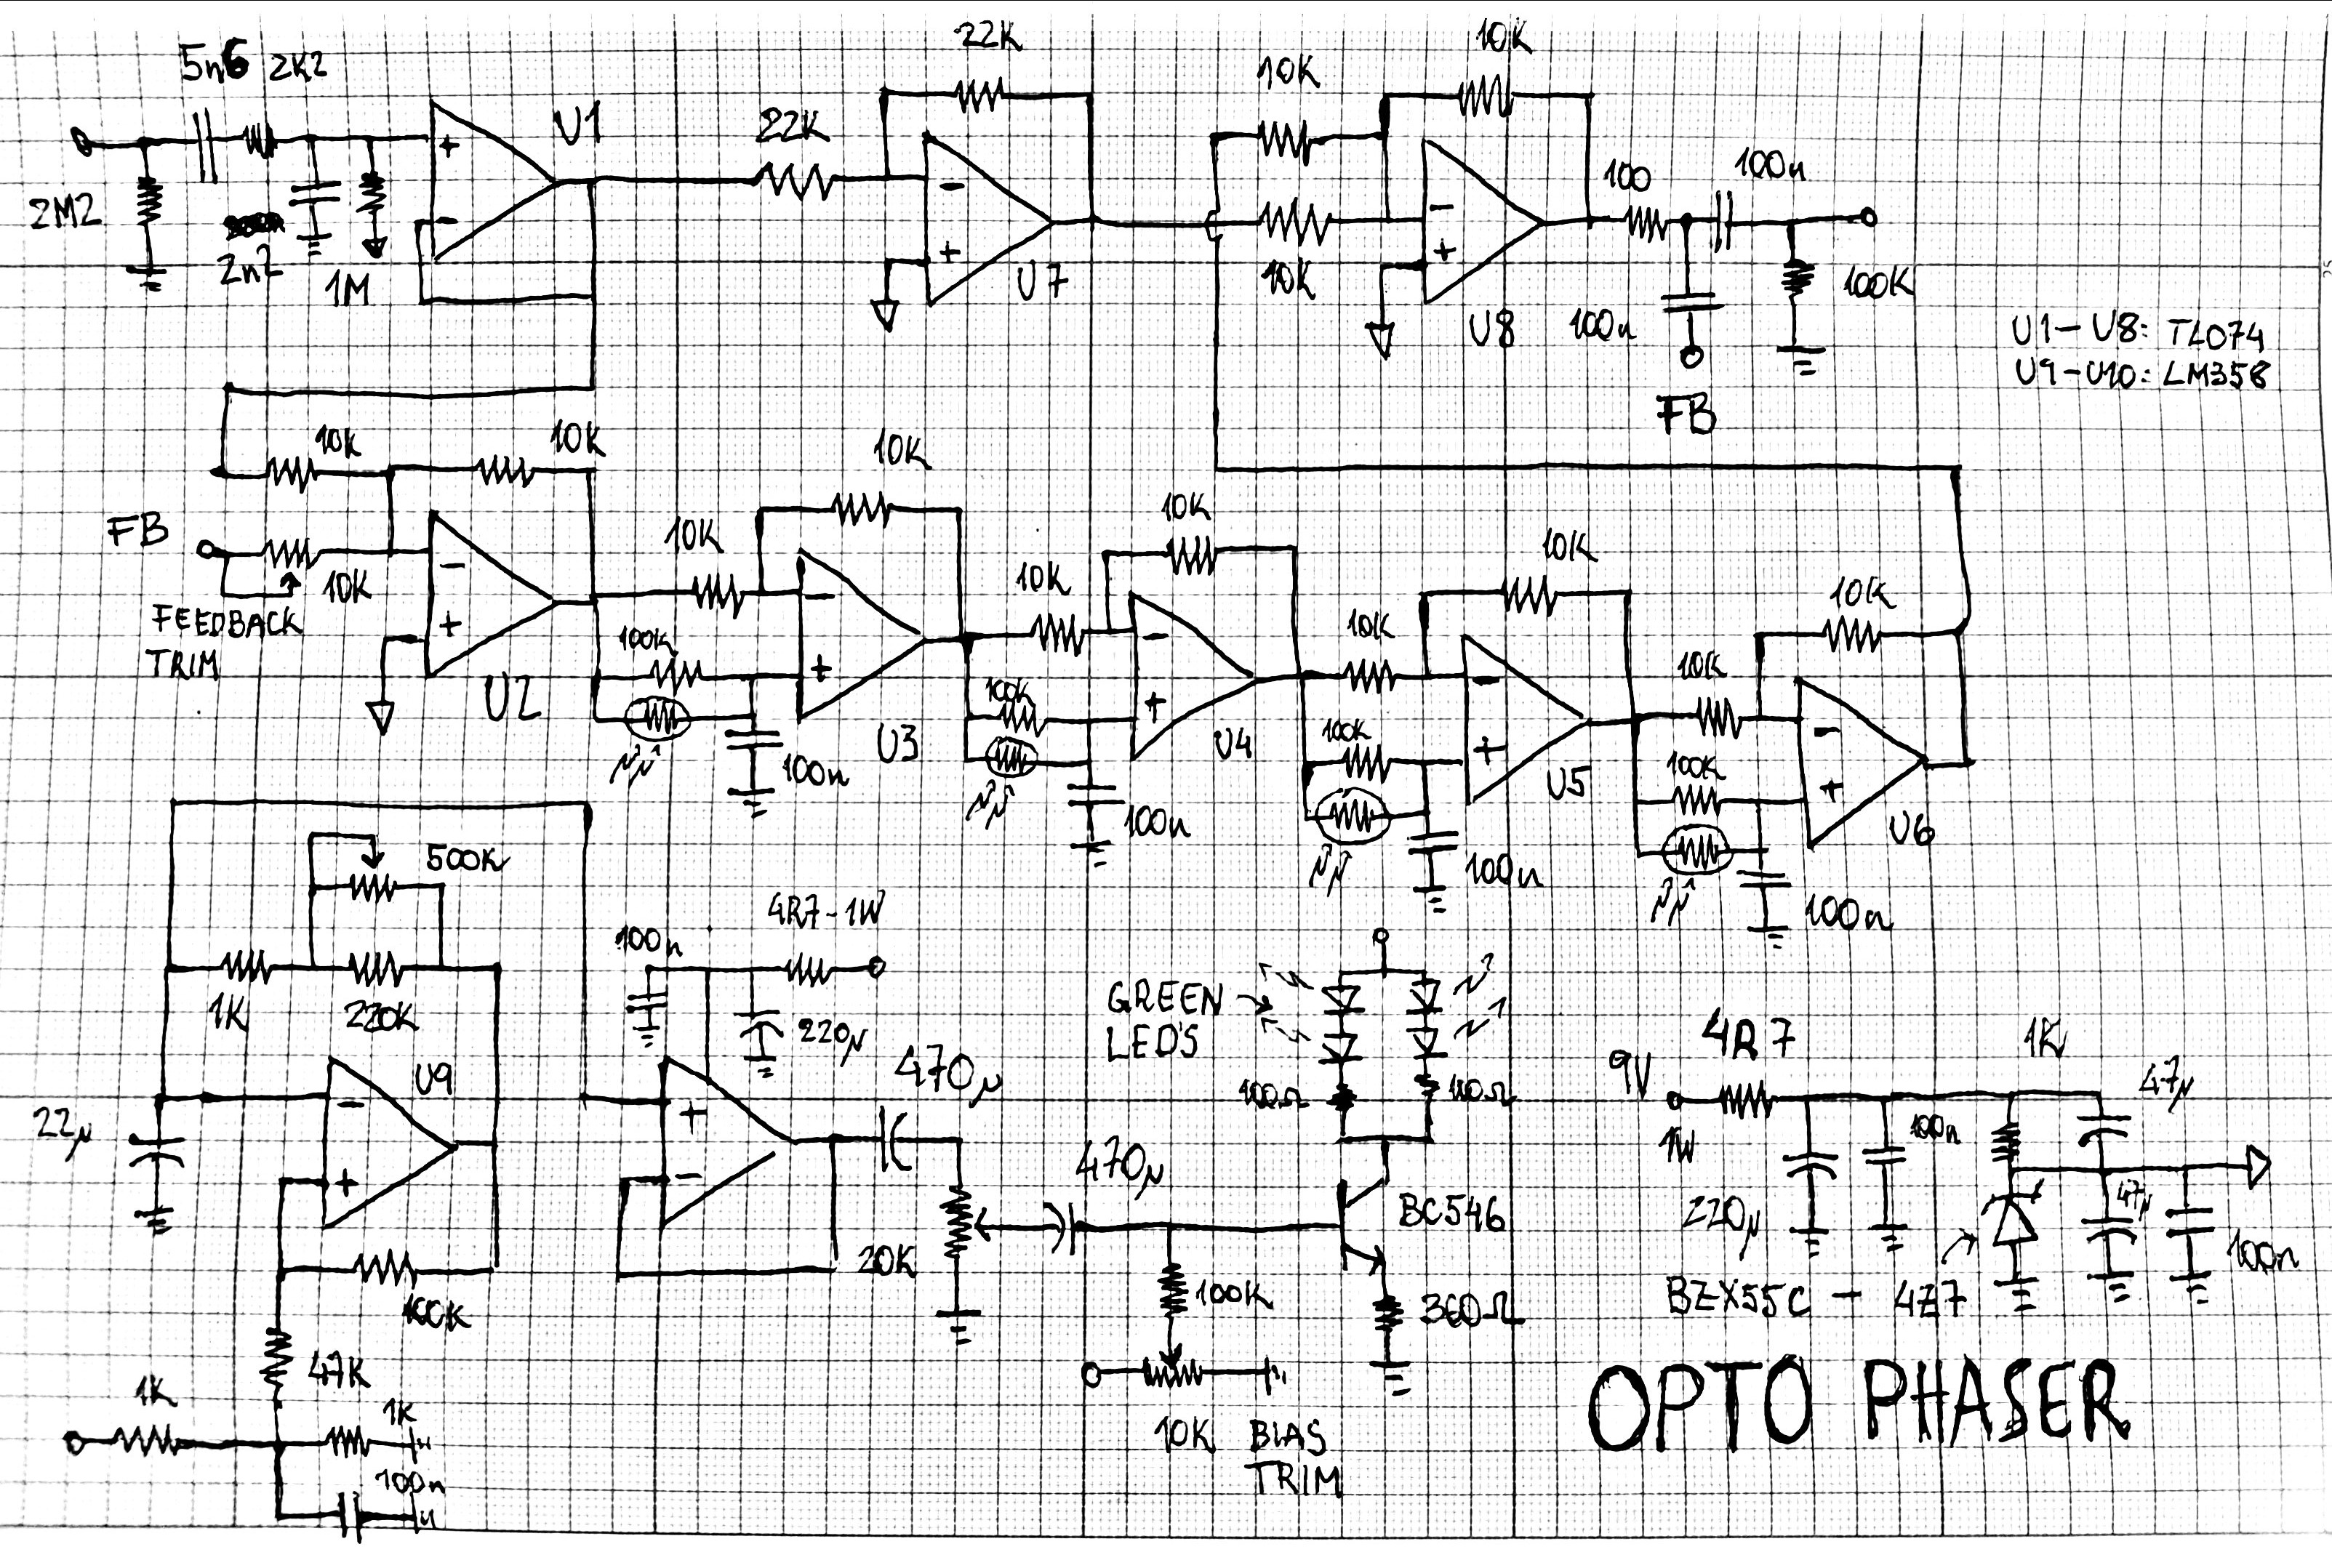 5n6 2K2
2M2
2n2
1M
+
-
U1
22K
22K
-
+
U7
10K
10K
10K
-
+
U8
100
100n
100n
100K
FB
U1-U8: TL074
U9-U10: LM358
10K
10K
FB
10K
FEEDBACK
TRIM
-
+
U2
10K
10K
100K
-
+
U3
100n
10K
10K
100K
-
+
U4
100n
10K
10K
100K
-
+
U5
100n
10K
10K
100K
-
+
U6
100n
500K
1K
220K
22µ
U9
-
+
100K
47K
1K
1K
100n
100n
4R7-1W
220µ
+
-
470µ
20K
470µ
GREEN
LED'S
100Ω
BC546
360Ω
100K
10K BIAS
TRIM
9V
4R7
1W
220µ
100n
1K
47µ
47µ
100n
BZX55C - 4Z7
OPTO PHASER